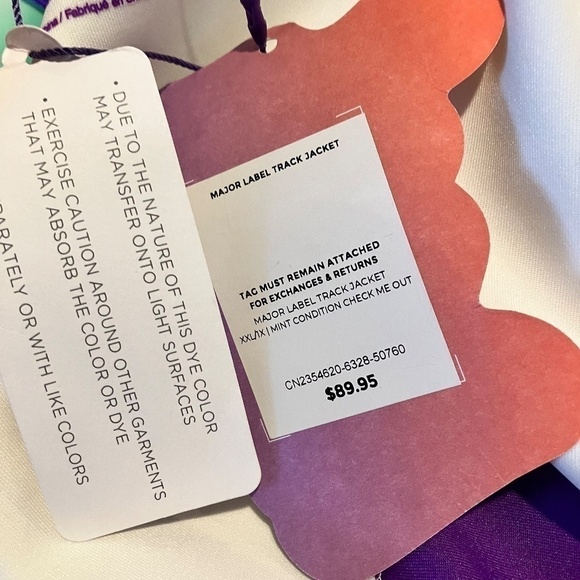 ine / Fabriqué en
• DUE TO THE NATURE OF THIS DYE COLOR
MAY TRANSFER ONTO LIGHT SURFACES
• EXERCISE CAUTION AROUND OTHER GARMENTS
THAT MAY ABSORB THE COLOR OR DYE
PARATELY OR WITH LIKE COLORS
MAJOR LABEL TRACK JACKET
TAG MUST REMAIN ATTACHED
FOR EXCHANGES & RETURNS
MAJOR LABEL TRACK JACKET
XXL/1X | MINT CONDITION CHECK ME OUT
CN2354620-6328-50760
$89.95